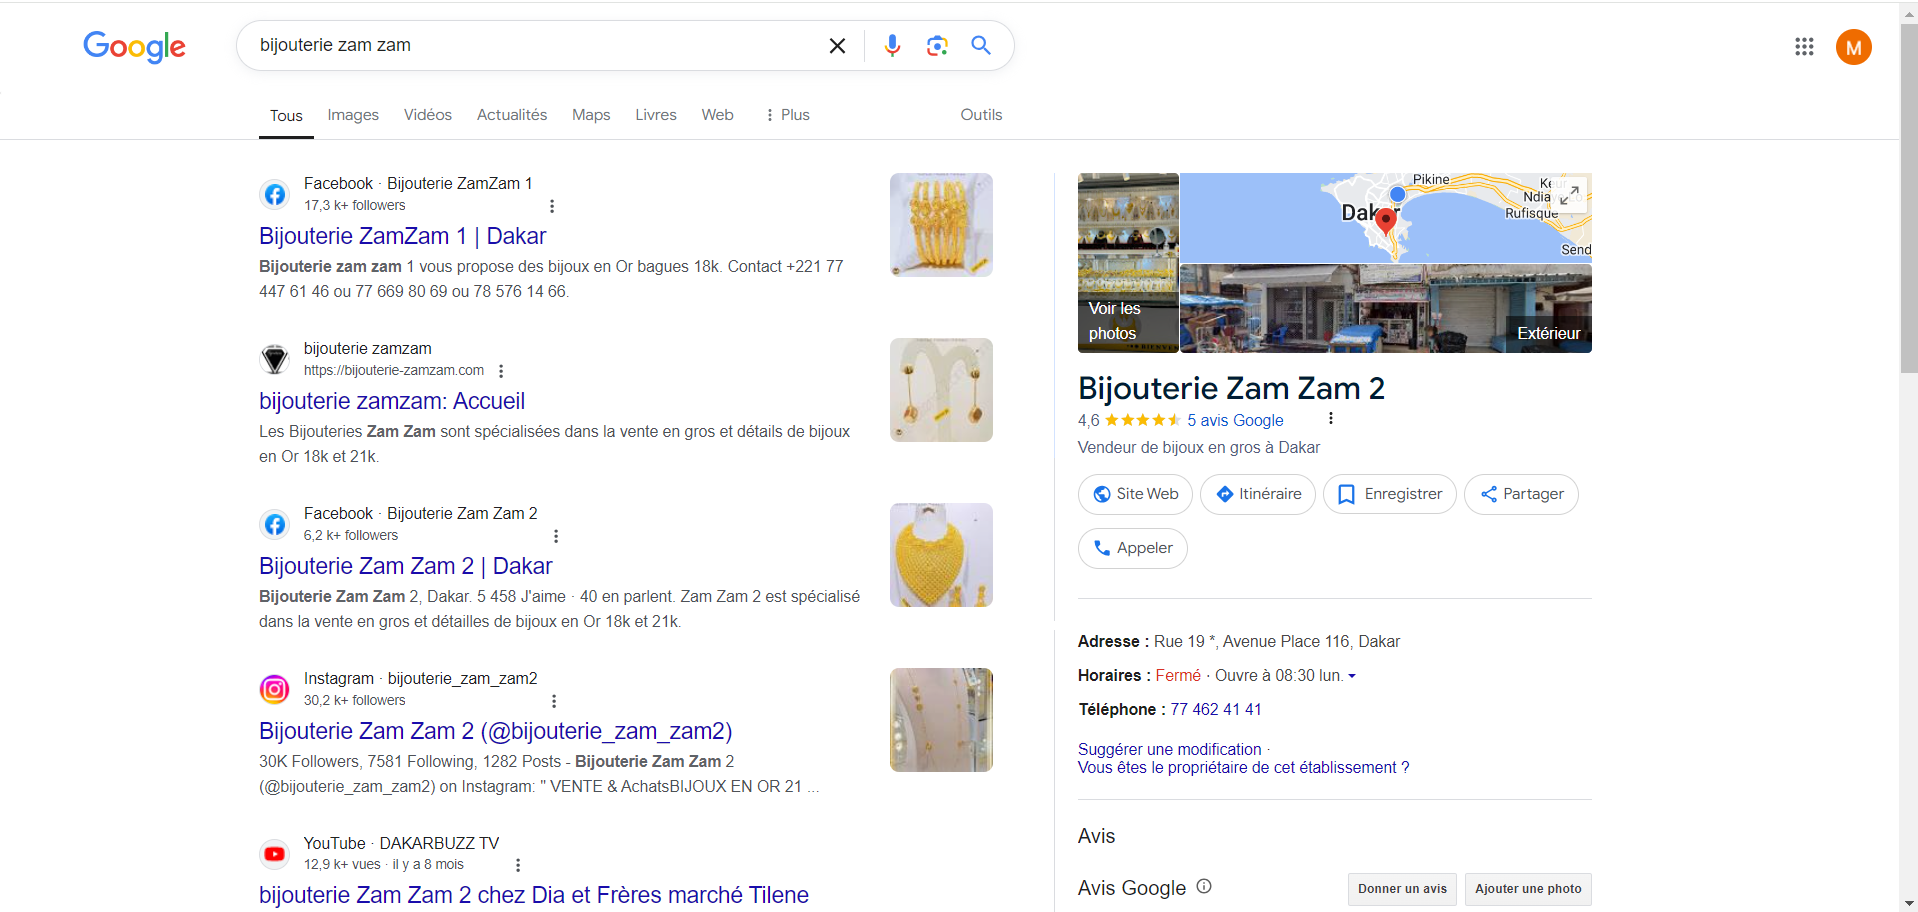 Google
bijouterie zam zam
M
Tous Images Vidéos Actualités Maps Livres Web Plus Outils
Facebook · Bijouterie ZamZam 1
17,3 k+ followers
Bijouterie ZamZam 1 | Dakar
Bijouterie zam zam 1 vous propose des bijoux en Or bagues 18k. Contact +221 77
447 61 46 ou 77 669 80 69 ou 78 576 14 66.
bijouterie zamzam
https://bijouterie-zamzam.com
bijouterie zamzam: Accueil
Les Bijouteries Zam Zam sont spécialisées dans la vente en gros et détails de bijoux
en Or 18k et 21k.
Facebook · Bijouterie Zam Zam 2
6,2 k+ followers
Bijouterie Zam Zam 2 | Dakar
Bijouterie Zam Zam 2, Dakar. 5 458 J'aime · 40 en parlent. Zam Zam 2 est spécialisé
dans la vente en gros et détailles de bijoux en Or 18k et 21k.
Instagram · bijouterie_zam_zam2
30,2 k+ followers
Bijouterie Zam Zam 2 (@bijouterie_zam_zam2)
30K Followers, 7581 Following, 1282 Posts - Bijouterie Zam Zam 2
(@bijouterie_zam_zam2) on Instagram: " VENTE & AchatsBIJOUX EN OR 21 ...
YouTube · DAKARBUZZ TV
12,9 k+ vues · il y a 8 mois
bijouterie Zam Zam 2 chez Dia et Frères marché Tilene
Pikine
Rufisque
Voir les
photos
Extérieur
Bijouterie Zam Zam 2
4,6 5 avis Google
Vendeur de bijoux en gros à Dakar
Site Web Itinéraire Enregistrer Partager
Appeler
Adresse : Rue 19 *, Avenue Place 116, Dakar
Horaires : Fermé · Ouvre à 08:30 lun.
Téléphone : 77 462 41 41
Suggérer une modification ·
Vous êtes le propriétaire de cet établissement ?
Avis
Avis Google
Donner un avis Ajouter une photo